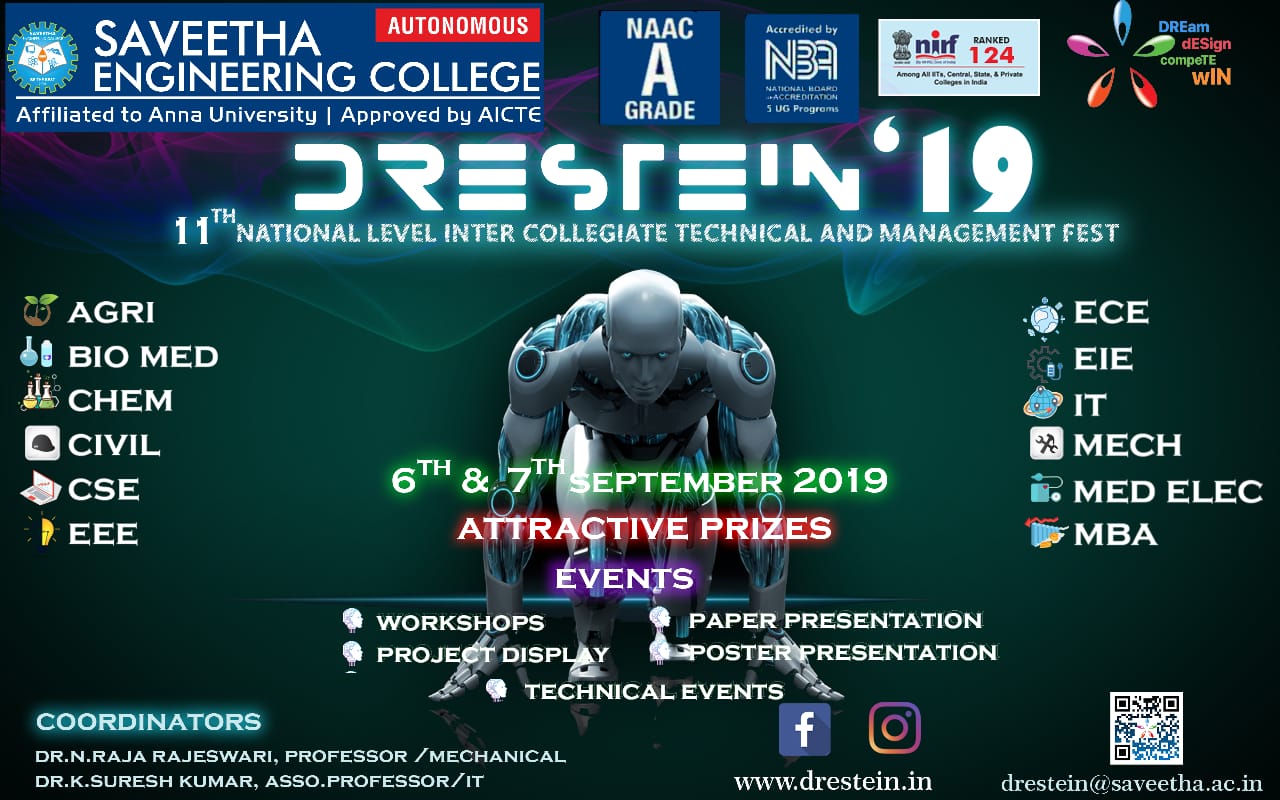 SAVEETHA
AUTONOMOUS
ENGINEERING COLLEGE
Affiliated to Anna University | Approved by AICTE
NAAC
A
GRADE
Accredited by
NBA
NATIONAL BOARD
of ACCREDITATION
5 UG Programs
nirf
RANKED
124
Among All IITs, Central, State, & Private
Colleges in India
DREam
dESign
compeTE
wIN
DRESTEIN '19
11TH NATIONAL LEVEL INTER COLLEGIATE TECHNICAL AND MANAGEMENT FEST
AGRI
BIO MED
CHEM
CIVIL
CSE
EEE
ECE
EIE
IT
MECH
MED ELEC
MBA
6TH & 7TH SEPTEMBER 2019
ATTRACTIVE PRIZES
EVENTS
WORKSHOPS
PAPER PRESENTATION
PROJECT DISPLAY
POSTER PRESENTATION
TECHNICAL EVENTS
COORDINATORS
DR.N.RAJA RAJESWARI, PROFESSOR /MECHANICAL
DR.K.SURESH KUMAR, ASSO.PROFESSOR/IT
www.drestein.in
drestein@saveetha.ac.in